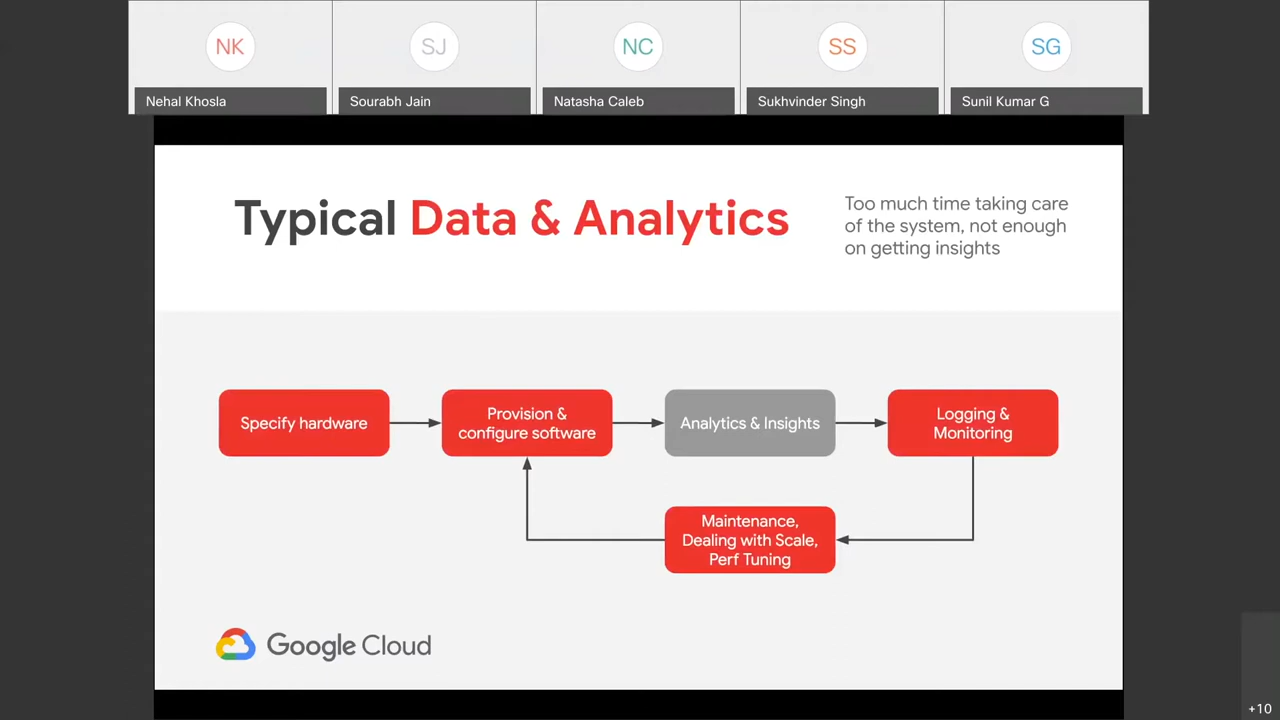 NK
SJ
NC
SS
SG
Nehal Khosla
Sourabh Jain
Natasha Caleb
Sukhvinder Singh
Sunil Kumar G
Typical Data & Analytics
Too much time taking care
of the system, not enough
on getting insights
Specify hardware
Provision &
configure software
Analytics & Insights
Logging &
Monitoring
Maintenance,
Dealing with Scale,
Perf Tuning
Google Cloud
+10